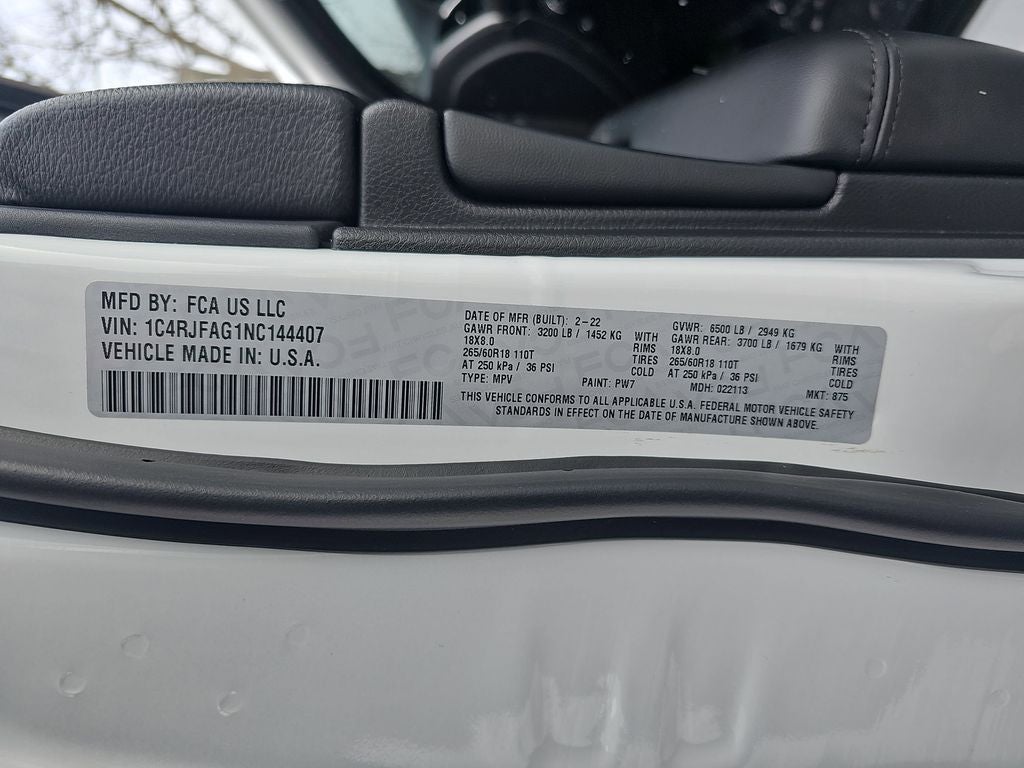 MFD BY: FCA US LLC
VIN: 1C4RJFAG1NC144407
VEHICLE MADE IN: U.S.A.
DATE OF MFR (BUILT): 2-22
GAWR FRONT: 3200 LB / 1452 KG WITH
18X8.0 RIMS
265/60R18 110T TIRES
AT 250 kPa / 36 PSI COLD
TYPE: MPV PAINT: PW7
GVWR: 6500 LB / 2949 KG
GAWR REAR: 3700 LB / 1679 KG WITH
18X8.0 RIMS
265/60R18 110T TIRES
AT 250 kPa / 36 PSI COLD
MDH: 022113 MKT: 875
THIS VEHICLE CONFORMS TO ALL APPLICABLE U.S.A. FEDERAL MOTOR VEHICLE SAFETY
STANDARDS IN EFFECT ON THE DATE OF MANUFACTURE SHOWN ABOVE.